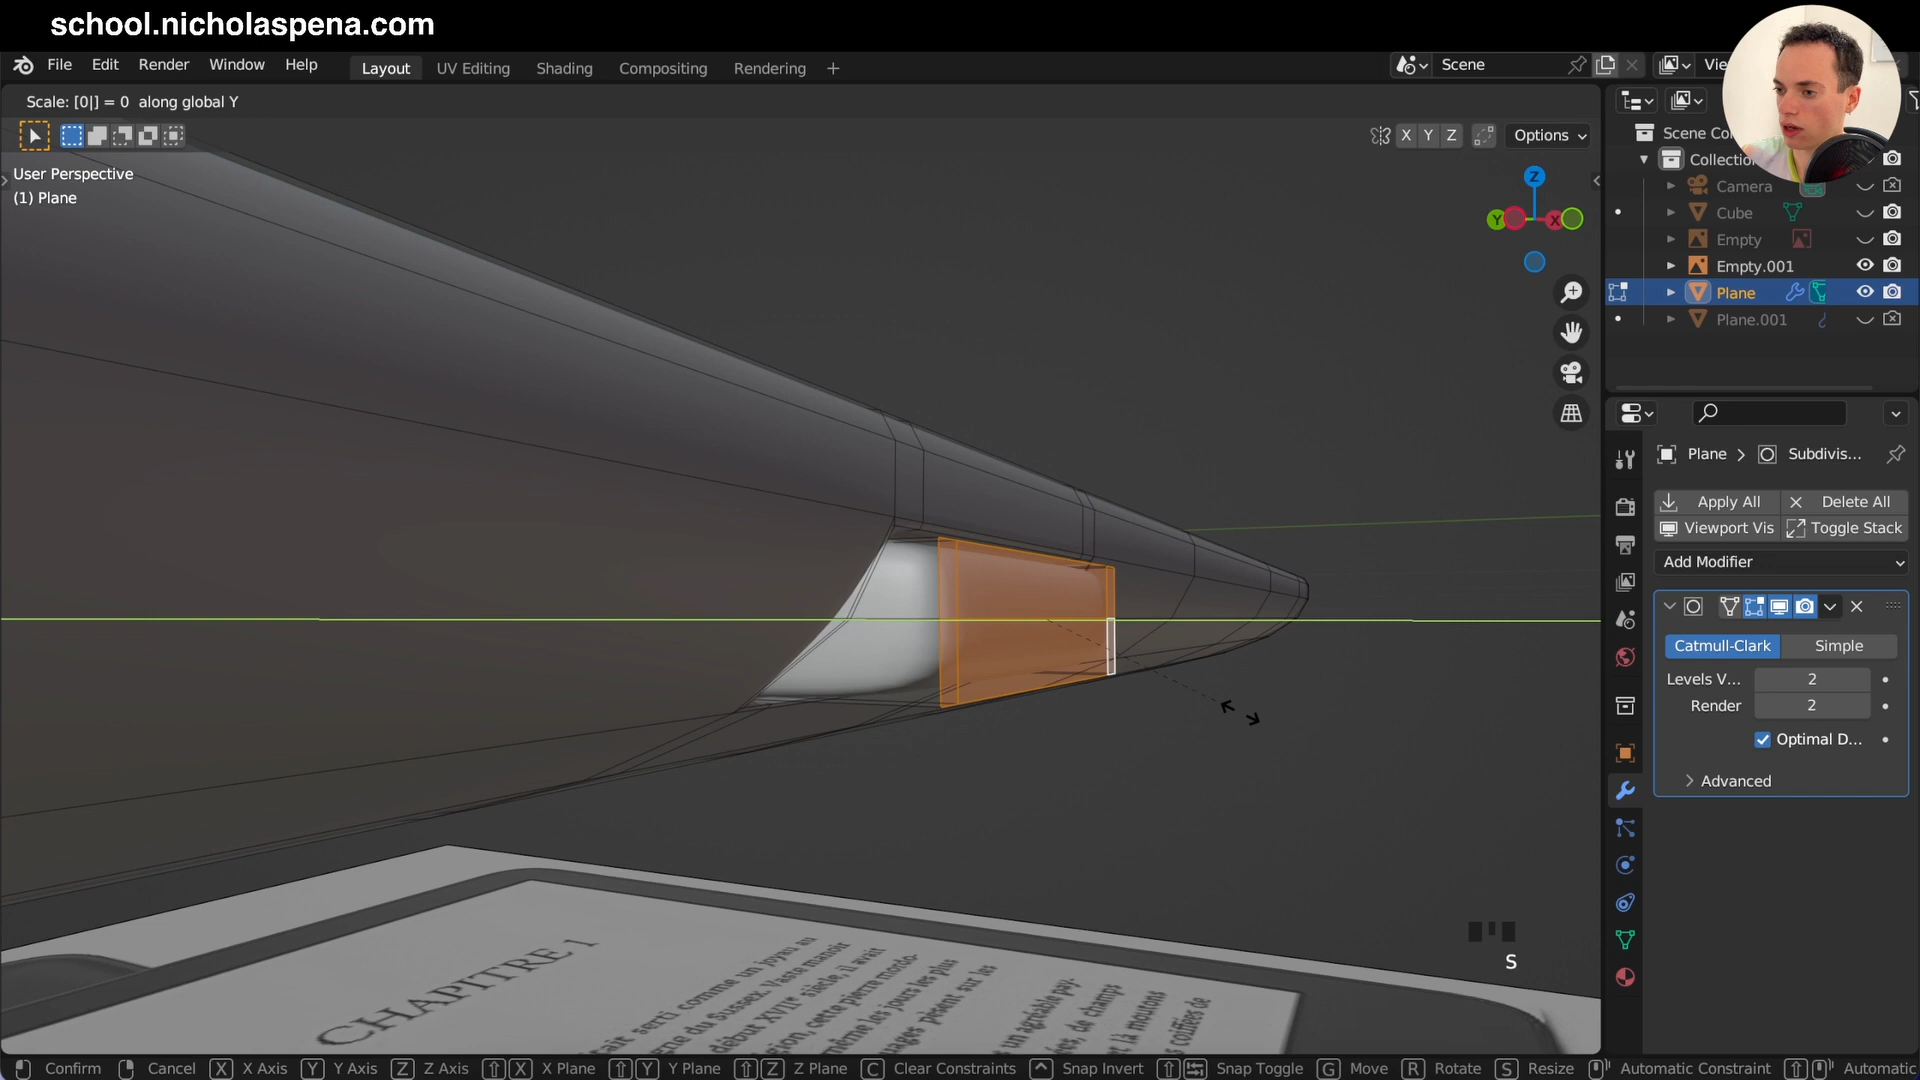 school.nicholaspena.com
File Edit Render Window Help Layout UV Editing Shading Compositing Rendering + Scene
Scale: [0|] = 0 along global Y
X Y Z Options
User Perspective
(1) Plane
Z
Y X
Camera
Cube
Empty
Empty.001
Plane
Plane.001
Plane > Subdivis...
Apply All Delete All
Viewport Vis Toggle Stack
Add Modifier
Catmull-Clark Simple
Levels V... 2
Render 2
Optimal D...
Advanced
S
CHAPITRE 1
Confirm Cancel X X Axis Y Y Axis Z Z Axis X X Plane Y Y Plane Z Z Plane C Clear Constraints Snap Invert Snap Toggle G Move R Rotate S Resize Automatic Constraint Automatic